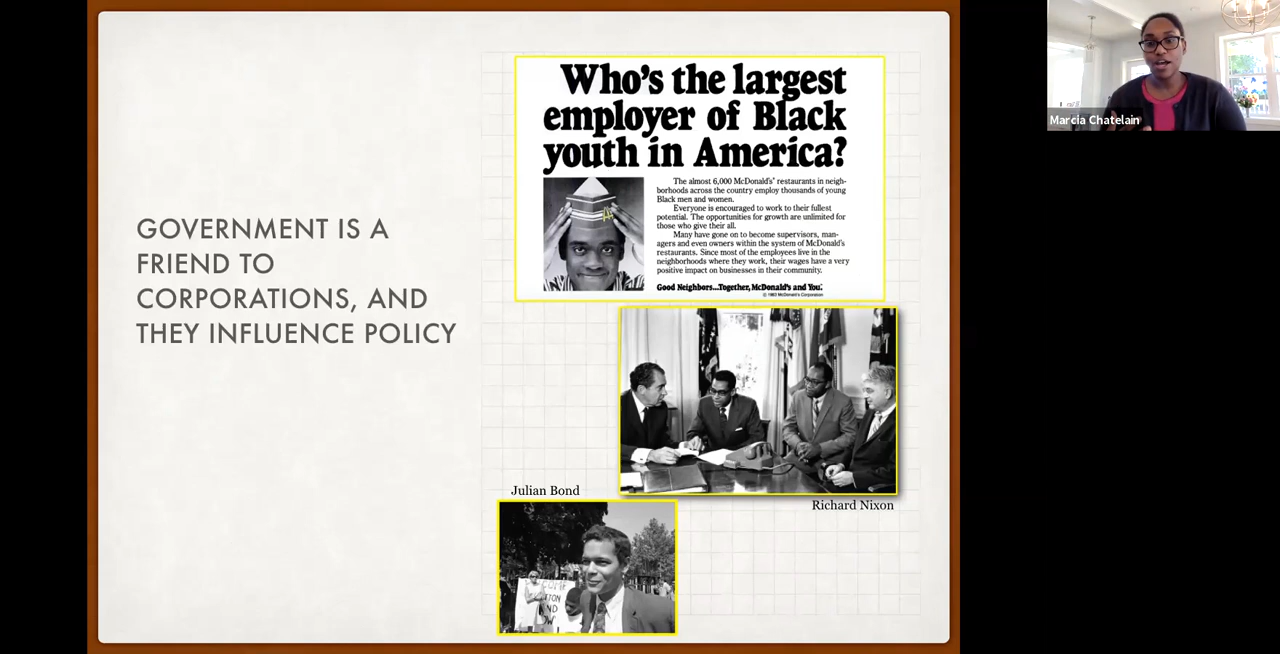 GOVERNMENT IS A
FRIEND TO
CORPORATIONS, AND
THEY INFLUENCE POLICY
Who's the largest
employer of Black
youth in America?
The almost 6,000 McDonald's® restaurants in neigh-
borhoods across the country employ thousands of young
Black men and women.
Everyone is encouraged to work to their fullest
potential. The opportunities for growth are unlimited for
those who give their all.
Many have gone on to become supervisors, man-
agers and even owners within the system of McDonald's
restaurants. Since most of the employees live in the
neighborhoods where they work, their wages have a very
positive impact on businesses in their community.
Good Neighbors...Together, McDonald's and You.
© 1983 McDonald's Corporation
Richard Nixon
Julian Bond
AND
Marcia Chatelain